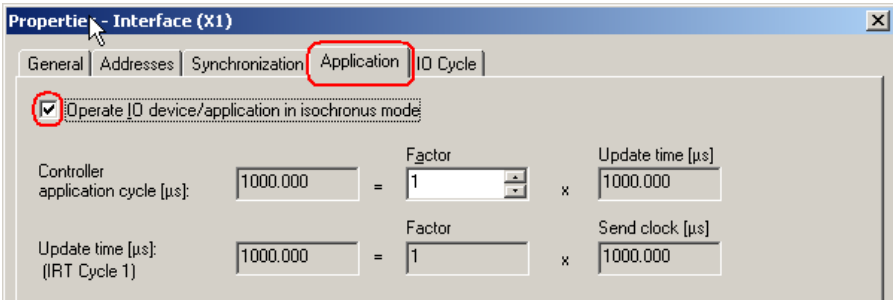 Properties - Interface (X1)
General Addresses Synchronization Application IO Cycle
Operate IO device/application in isochronus mode
Factor Update time [µs]
Controller
application cycle [µs]: 1000.000 = 1 x 1000.000
Factor Send clock [µs]
Update time [µs]: 1000.000 = 1 x 1000.000
(IRT Cycle 1)